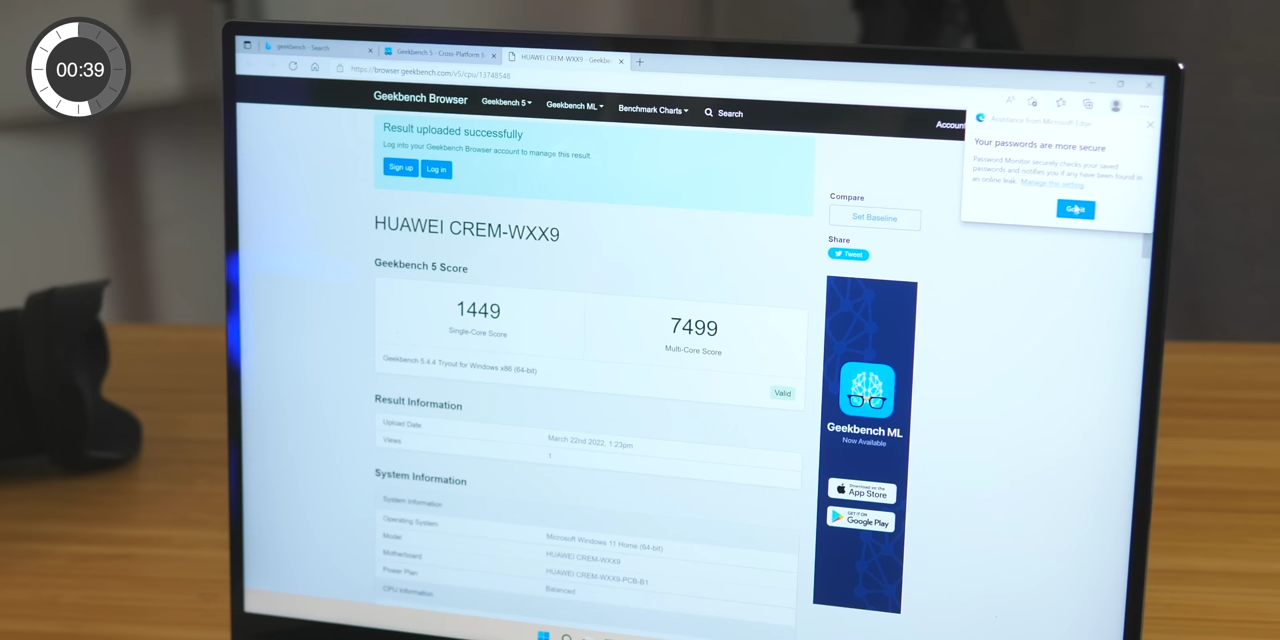 00:39
geekbench - Search
Geekbench 5 - Cross-Platform
HUAWEI CREM-WXX9 - Geekbe
https://browser.geekbench.com/v5/cpu/13748548
Geekbench Browser
Geekbench 5
Geekbench ML
Benchmark Charts
Search
Account
Assistance from Microsoft Edge
Your passwords are more secure
Password Monitor securely checks your saved
passwords and notifies you if any have been found in
an online leak. Manage this setting
Got it
Result uploaded successfully
Log into your Geekbench Browser account to manage this result.
Sign up
Log in
Compare
Set Baseline
Share
Tweet
HUAWEI CREM-WXX9
Geekbench 5 Score
1449
Single-Core Score
7499
Multi-Core Score
Geekbench 5.4.4 Tryout for Windows x86 (64-bit)
Valid
Result Information
Upload Date
March 22nd 2022, 1:23pm
Views
1
System Information
System Information
Operating System
Microsoft Windows 11 Home (64-bit)
Model
HUAWEI CREM-WXX9
Motherboard
HUAWEI CREM-WXX9-PCB-B1
Power Plan
Balanced
CPU Information
Geekbench ML
Now Available
Download on the
App Store
GET IT ON
Google Play